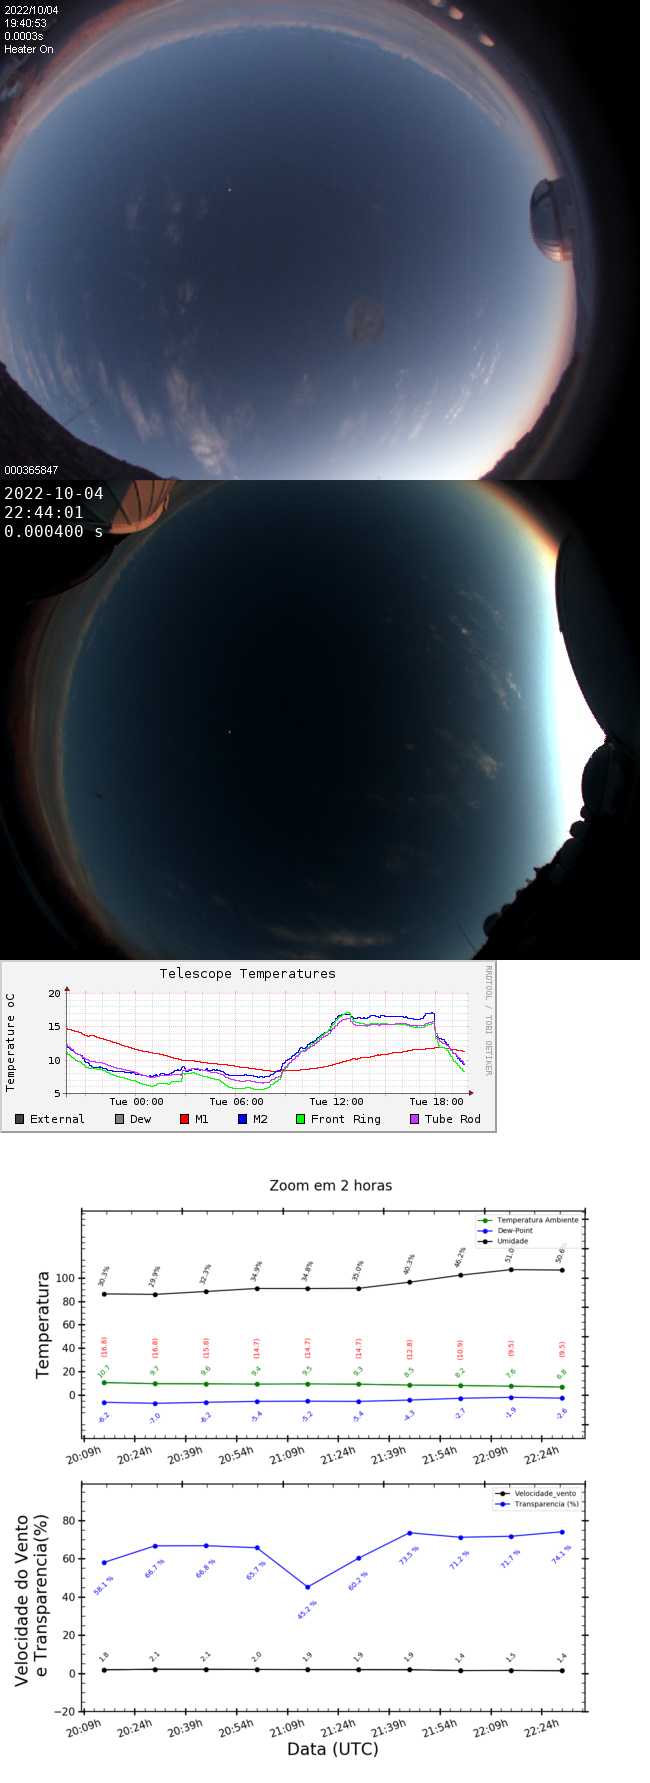 2022/10/04
19:40:53
0.0003s
Heater On
000365847
2022-10-04
22:44:01
0.000400 s
Telescope Temperatures
RRDTOOL / TOBI OETIKER
Temperature oC
20
15
10
5
Tue 00:00 Tue 06:00 Tue 12:00 Tue 18:00
External Dew M1 M2 Front Ring Tube Rod
Zoom em 2 horas
Temperatura Ambiente
Dew-Point
Umidade
Temperatura
100
80
60
40
20
0
30.3% 29.9% 32.3% 34.9% 34.8% 35.0% 40.3% 46.2% 51.0 50.6%
(16.8) (16.8) (15.8) (14.7) (14.7) (14.7) (12.8) (10.9) (9.5) (9.5)
10.7 9.7 9.6 9.4 9.5 9.3 8.5 8.2 7.6 6.8
-6.2 -7.0 -6.2 -5.4 -5.2 -5.4 -4.3 -2.7 -1.9 -2.6
20:09h 20:24h 20:39h 20:54h 21:09h 21:24h 21:39h 21:54h 22:09h 22:24h
Velocidade_vento
Transparencia (%)
Velocidade do Vento
e Transparencia(%)
80
60
40
20
0
−20
58.1 % 66.7 % 66.8 % 65.7 % 45.2 % 60.2 % 73.5 % 71.2 % 71.7 % 74.1 %
1.8 2.1 2.1 2.0 1.9 1.9 1.9 1.4 1.5 1.4
20:09h 20:24h 20:39h 20:54h 21:09h 21:24h 21:39h 21:54h 22:09h 22:24h
Data (UTC)